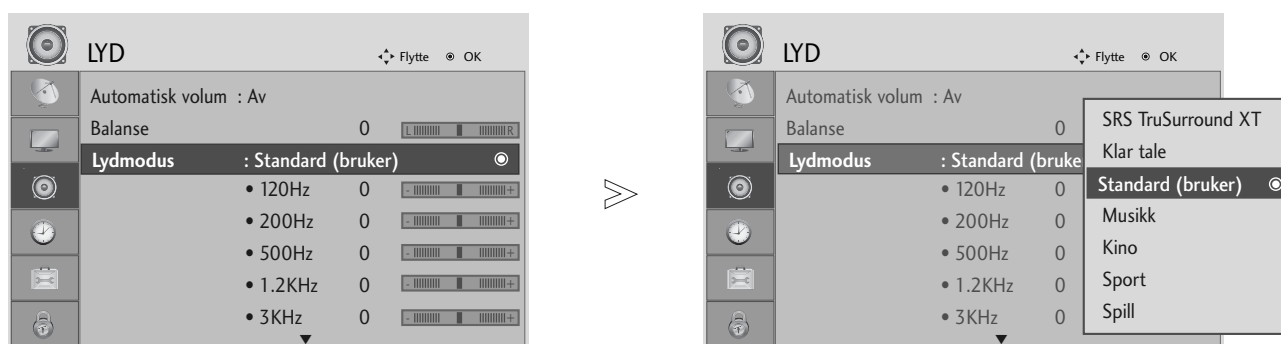 LYD
Flytte OK
Automatisk volum : Av
Balanse 0 L R
Lydmodus : Standard (bruker)
• 120Hz 0 - +
• 200Hz 0 - +
• 500Hz 0 - +
• 1.2KHz 0 - +
• 3KHz 0 - +
LYD
Flytte OK
Automatisk volum : Av
Balanse 0
Lydmodus : Standard (bruke
• 120Hz 0
• 200Hz 0
• 500Hz 0
• 1.2KHz 0
• 3KHz 0
SRS TruSurround XT
Klar tale
Standard (bruker)
Musikk
Kino
Sport
Spill